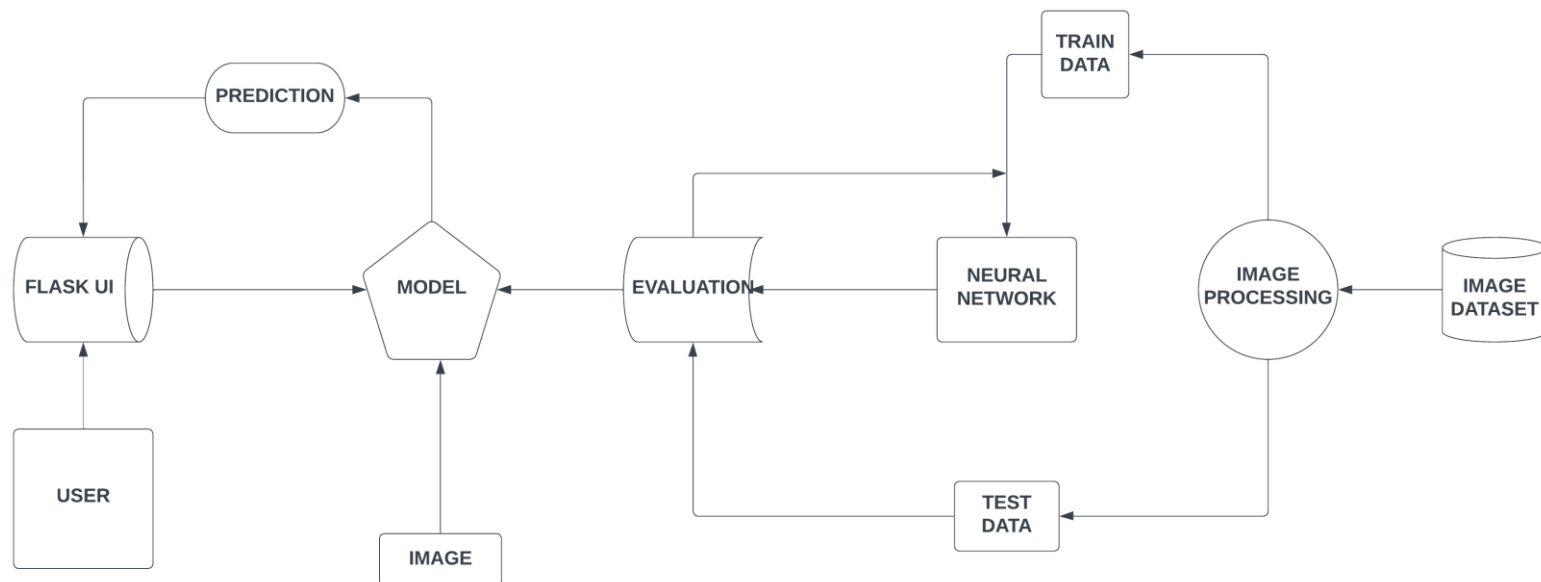 TRAIN
DATA
PREDICTION
FLASK UI
MODEL
EVALUATION
NEURAL
NETWORK
IMAGE
PROCESSING
IMAGE
DATASET
USER
TEST
DATA
IMAGE